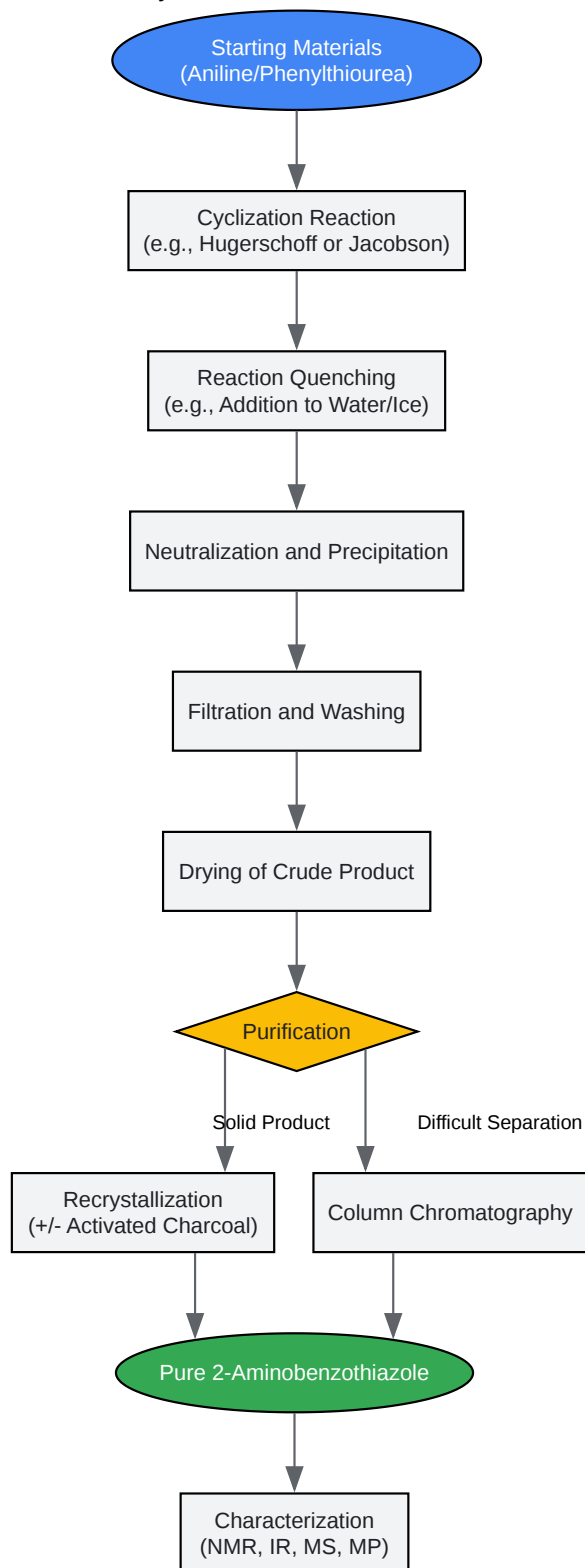 Starting Materials
(Aniline/Phenylthiourea)
Cyclization Reaction
(e.g., Hugerschoff or Jacobson)
Reaction Quenching
(e.g., Addition to Water/Ice)
Neutralization and Precipitation
Filtration and Washing
Drying of Crude Product
Purification
Solid Product
Difficult Separation
Recrystallization
(+/- Activated Charcoal)
Column Chromatography
Pure 2-Aminobenzothiazole
Characterization
(NMR, IR, MS, MP)